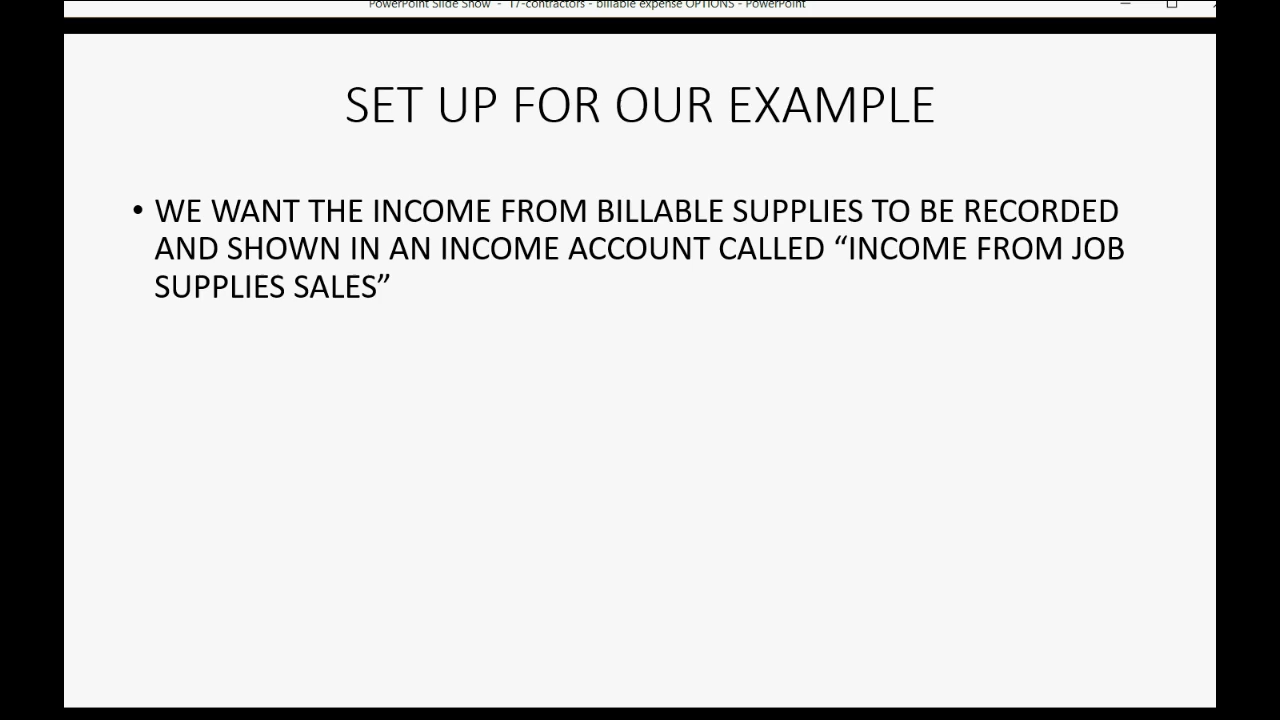 PowerPoint Slide Show - 17-contractors - billable expense OPTIONS - PowerPoint
SET UP FOR OUR EXAMPLE
• WE WANT THE INCOME FROM BILLABLE SUPPLIES TO BE RECORDED
AND SHOWN IN AN INCOME ACCOUNT CALLED “INCOME FROM JOB
SUPPLIES SALES”